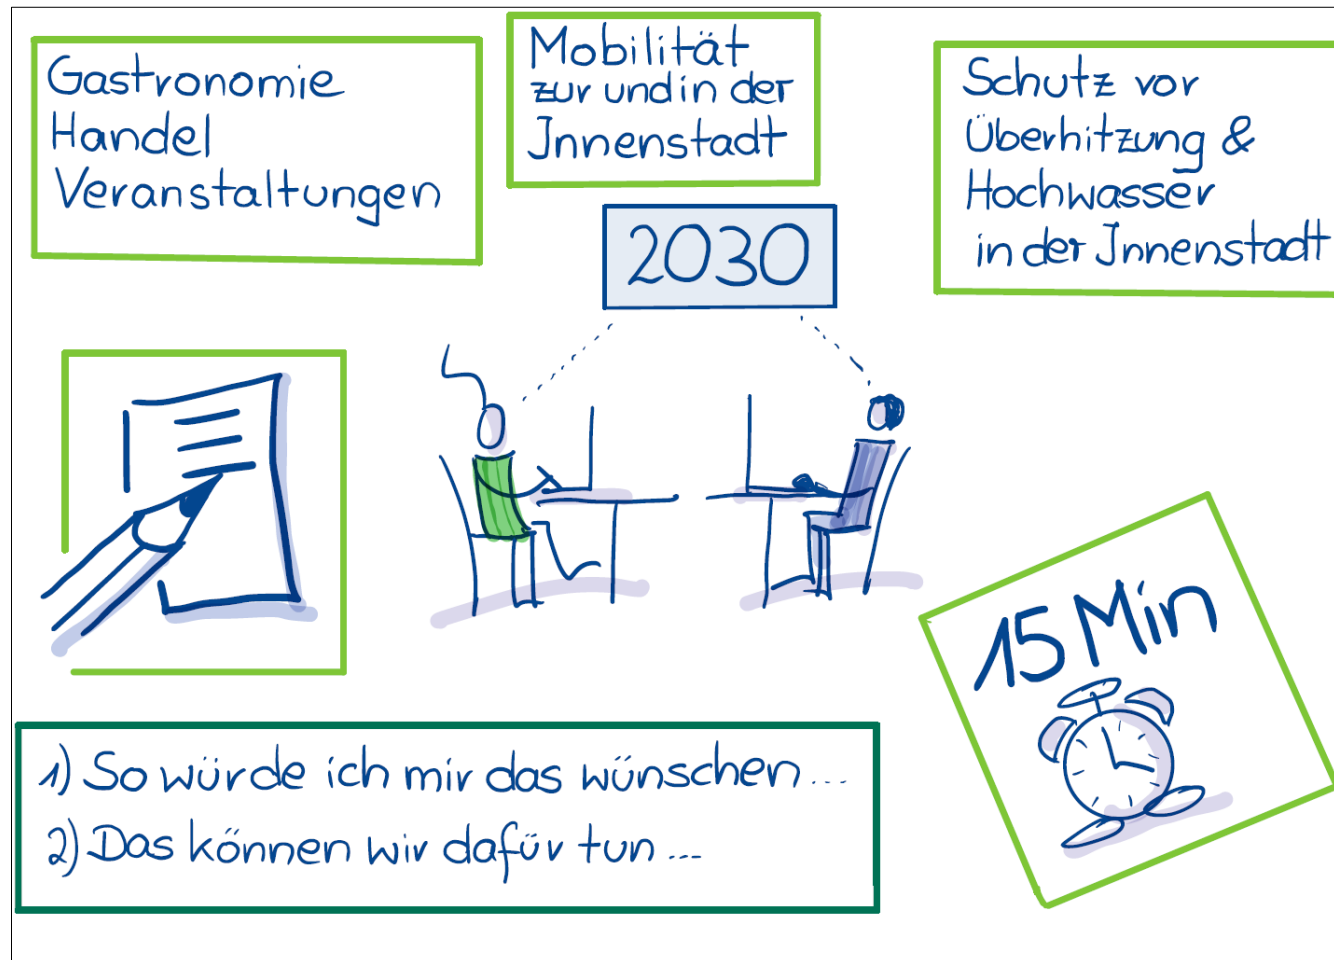 Gastronomie
Handel
Veranstaltungen
Mobilität
zur und in der
Innenstadt
Schutz vor
Überhitzung &
Hochwasser
in der Innenstadt
2030
15 Min
1) So würde ich mir das wünschen...
2) Das können wir dafür tun...